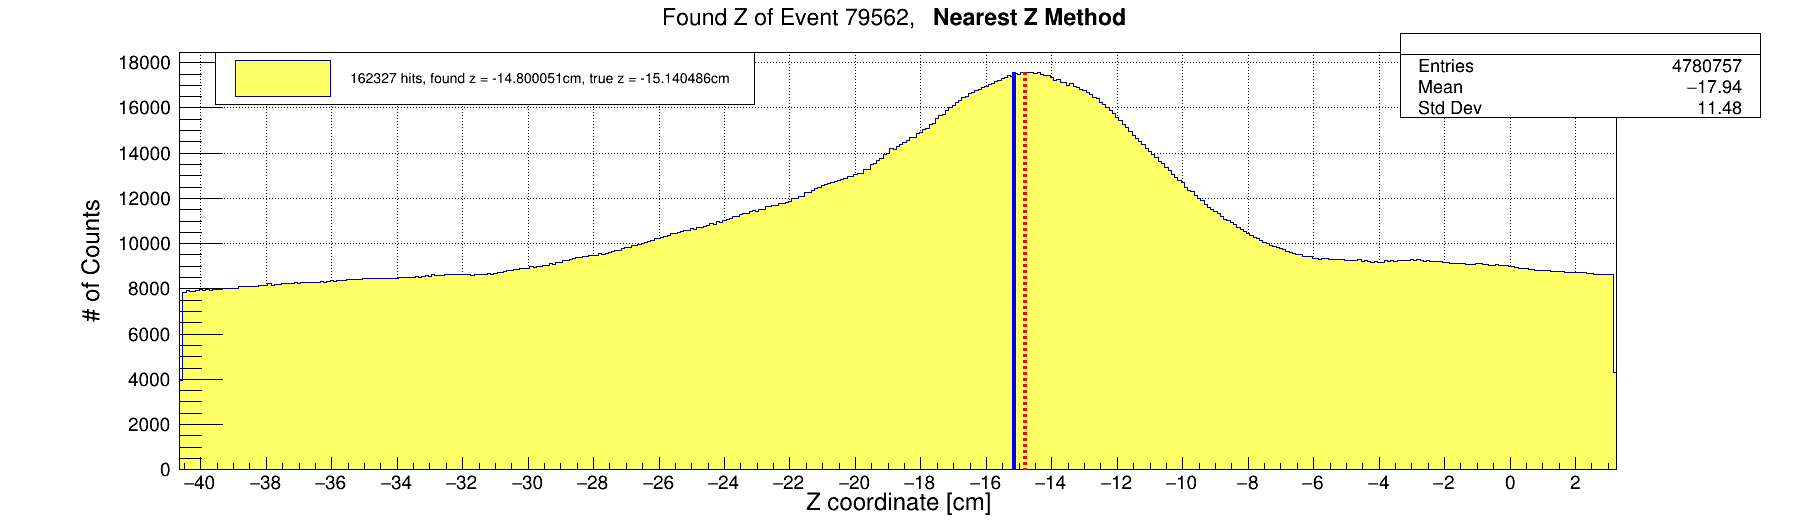 Found Z of Event 79562, Nearest Z Method
162327 hits, found z = -14.800051cm, true z = -15.140486cm
Entries 4780757
Mean −17.94
Std Dev 11.48
# of Counts
18000
16000
14000
12000
10000
8000
6000
4000
2000
0
−40 −38 −36 −34 −32 −30 −28 −26 −24 −22 −20 −18 −16 −14 −12 −10 −8 −6 −4 −2 0 2
Z coordinate [cm]